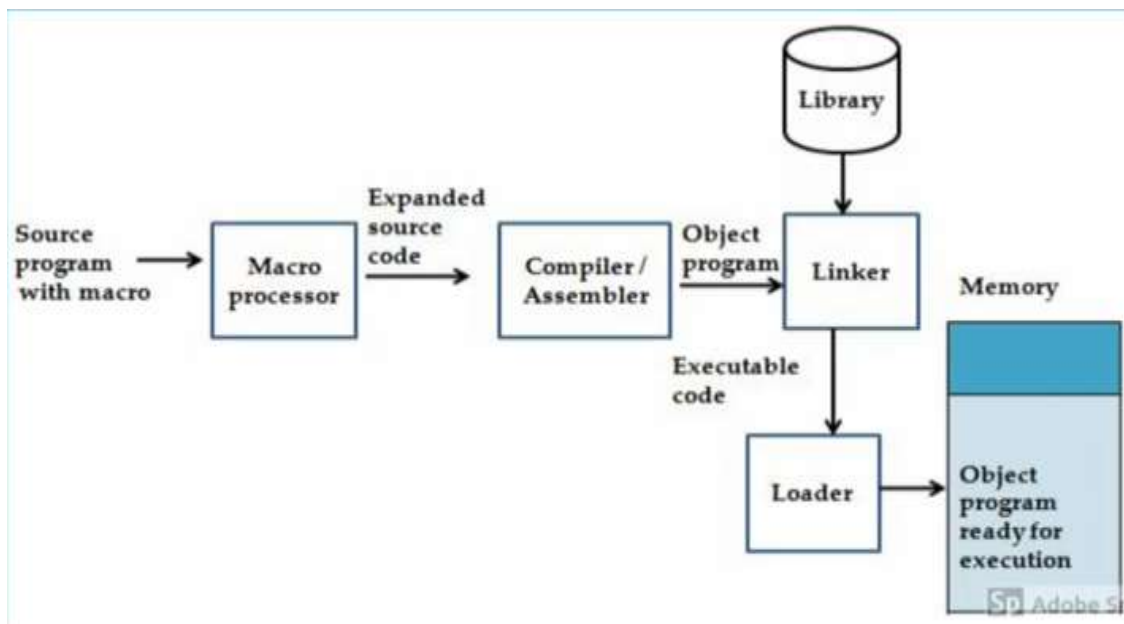 Library
Expanded
source
code
Source
program
with macro
Macro
processor
Compiler /
Assembler
Object
program
Linker
Memory
Executable
code
Loader
Object
program
ready for
execution
Sp Adobe